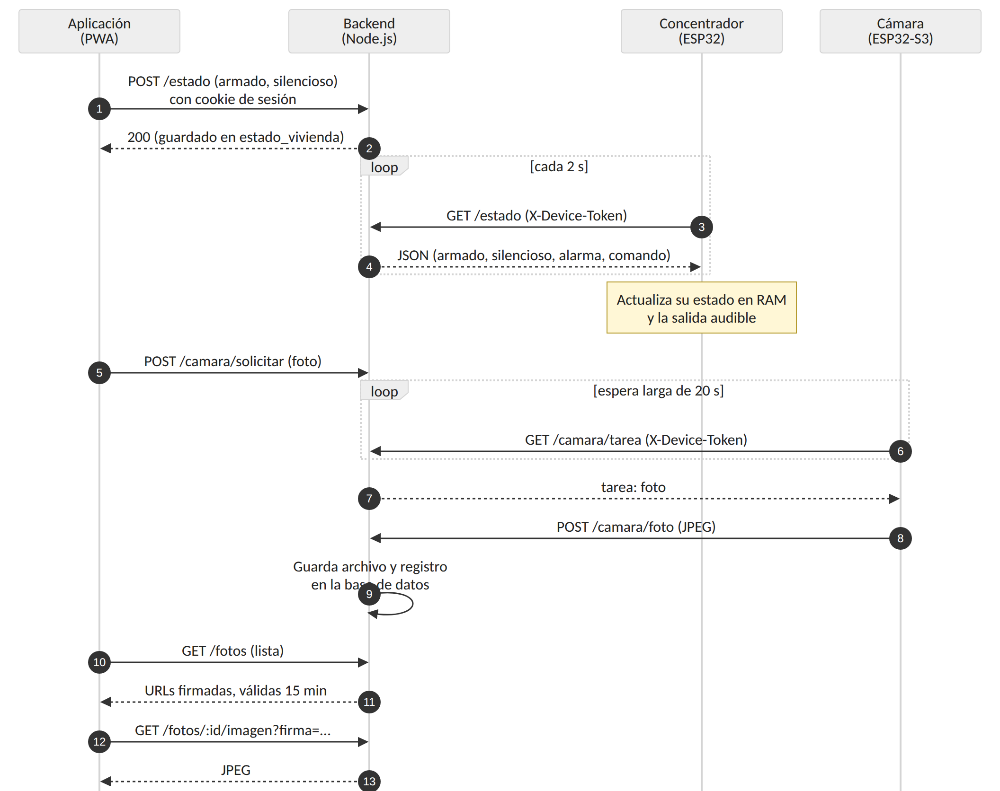 Aplicación
(PWA)
Backend
(Node.js)
Concentrador
(ESP32)
Cámara
(ESP32-S3)
POST /estado (armado, silencioso)
con cookie de sesión
1
200 (guardado en estado_vivienda)
2
loop
[cada 2 s]
GET /estado (X-Device-Token)
3
JSON (armado, silencioso, alarma, comando)
4
Actualiza su estado en RAM
y la salida audible
POST /camara/solicitar (foto)
5
loop
[espera larga de 20 s]
GET /camara/tarea (X-Device-Token)
6
tarea: foto
7
POST /camara/foto (JPEG)
8
Guarda archivo y registro
en la base de datos
9
GET /fotos (lista)
10
URLs firmadas, válidas 15 min
11
GET /fotos/:id/imagen?firma=...
12
JPEG
13